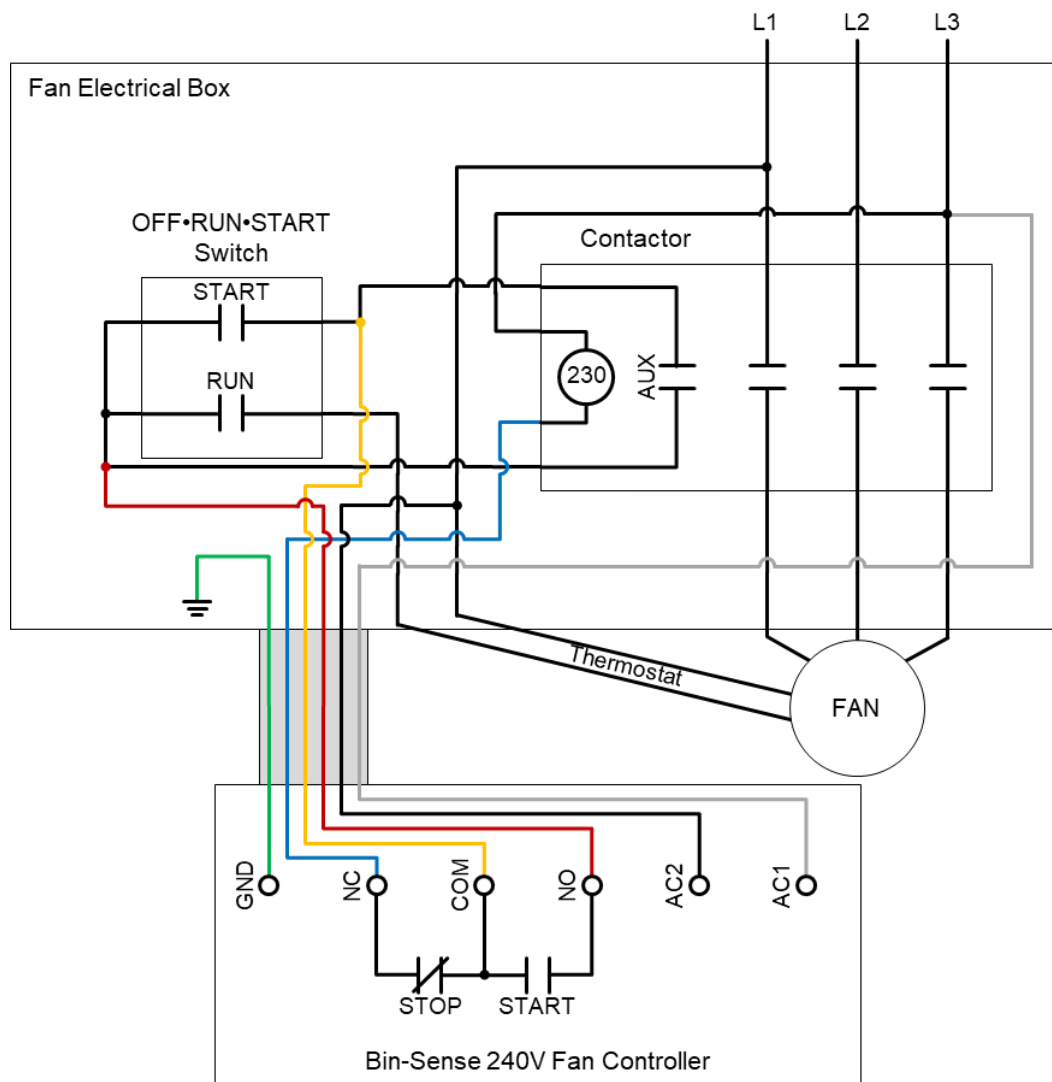 L1
L2
L3
Fan Electrical Box
OFF•RUN•START
Switch
START
RUN
Contactor
230
AUX
Thermostat
FAN
GND
NC
COM
NO
AC2
AC1
STOP
START
Bin-Sense 240V Fan Controller